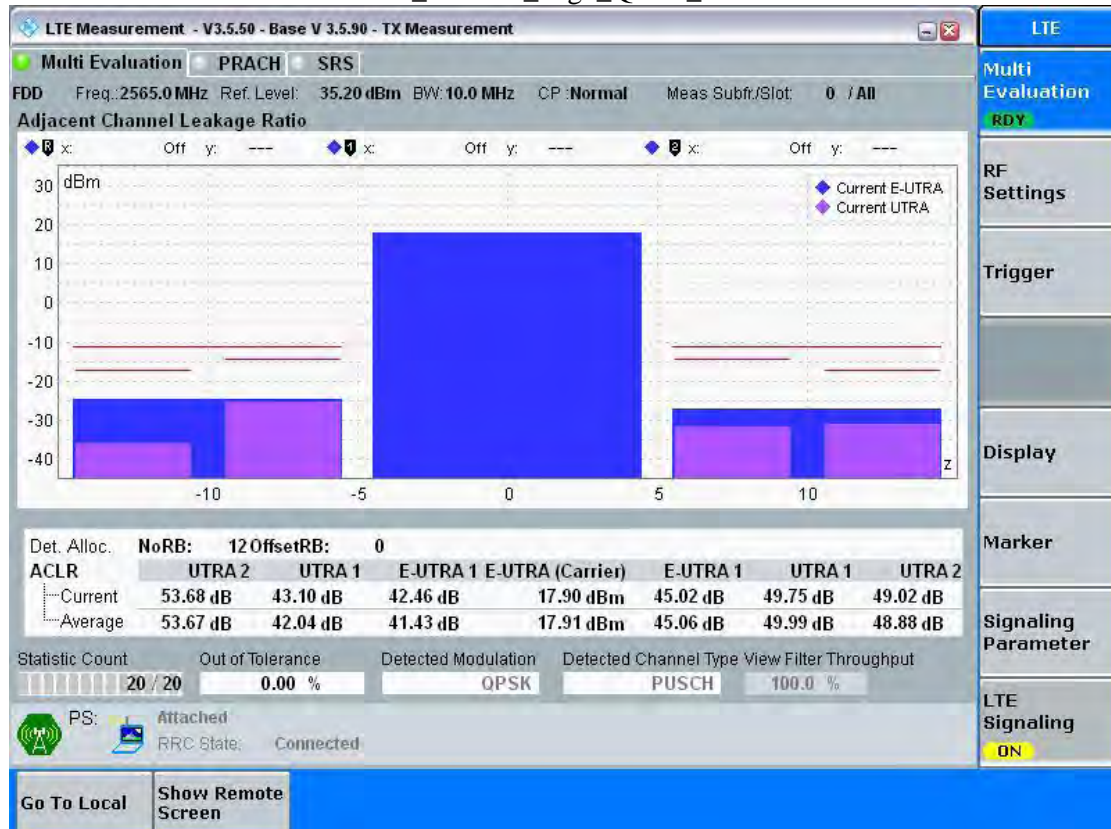 LTE Measurement - V3.5.50 - Base V 3.5.90 - TX Measurement
LTE
Multi Evaluation PRACH SRS
FDD Freq.:2565.0 MHz Ref. Level: 35.20 dBm BW:10.0 MHz CP :Normal Meas Subfr./Slot: 0 / All
Adjacent Channel Leakage Ratio
R x: Off y: --- 1 x: Off y: --- 2 x: Off y: ---
dBm
Current E-UTRA
Current UTRA
30
20
10
0
-10
-20
-30
-40
z
-10 -5 0 5 10
Det. Alloc. NoRB: 12 OffsetRB: 0
ACLR UTRA 2 UTRA 1 E-UTRA 1 E-UTRA (Carrier) E-UTRA 1 UTRA 1 UTRA 2
Current 53.68 dB 43.10 dB 42.46 dB 17.90 dBm 45.02 dB 49.75 dB 49.02 dB
Average 53.67 dB 42.04 dB 41.43 dB 17.91 dBm 45.06 dB 49.99 dB 48.88 dB
Statistic Count Out of Tolerance Detected Modulation Detected Channel Type View Filter Throughput
20 / 20 0.00 % QPSK PUSCH 100.0 %
PS: Attached
RRC State: Connected
Multi
Evaluation
RDY
RF
Settings
Trigger
Display
Marker
Signaling
Parameter
LTE
Signaling
ON
Go To Local
Show Remote
Screen